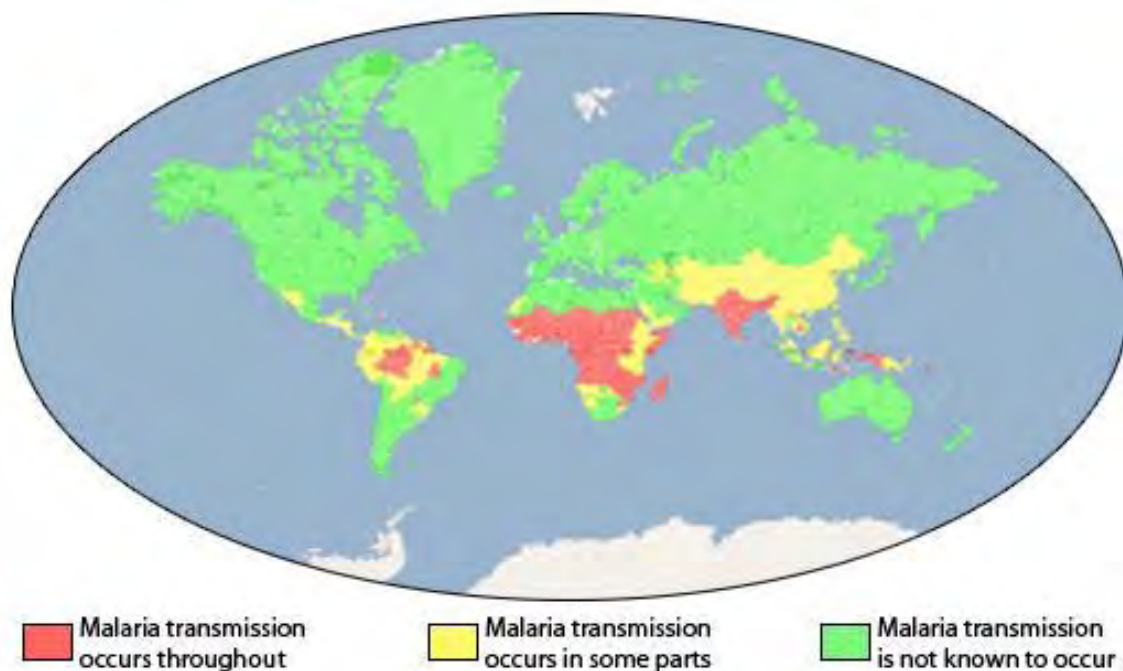 Malaria transmission
occurs throughout
Malaria transmission
occurs in some parts
Malaria transmission
is not known to occur